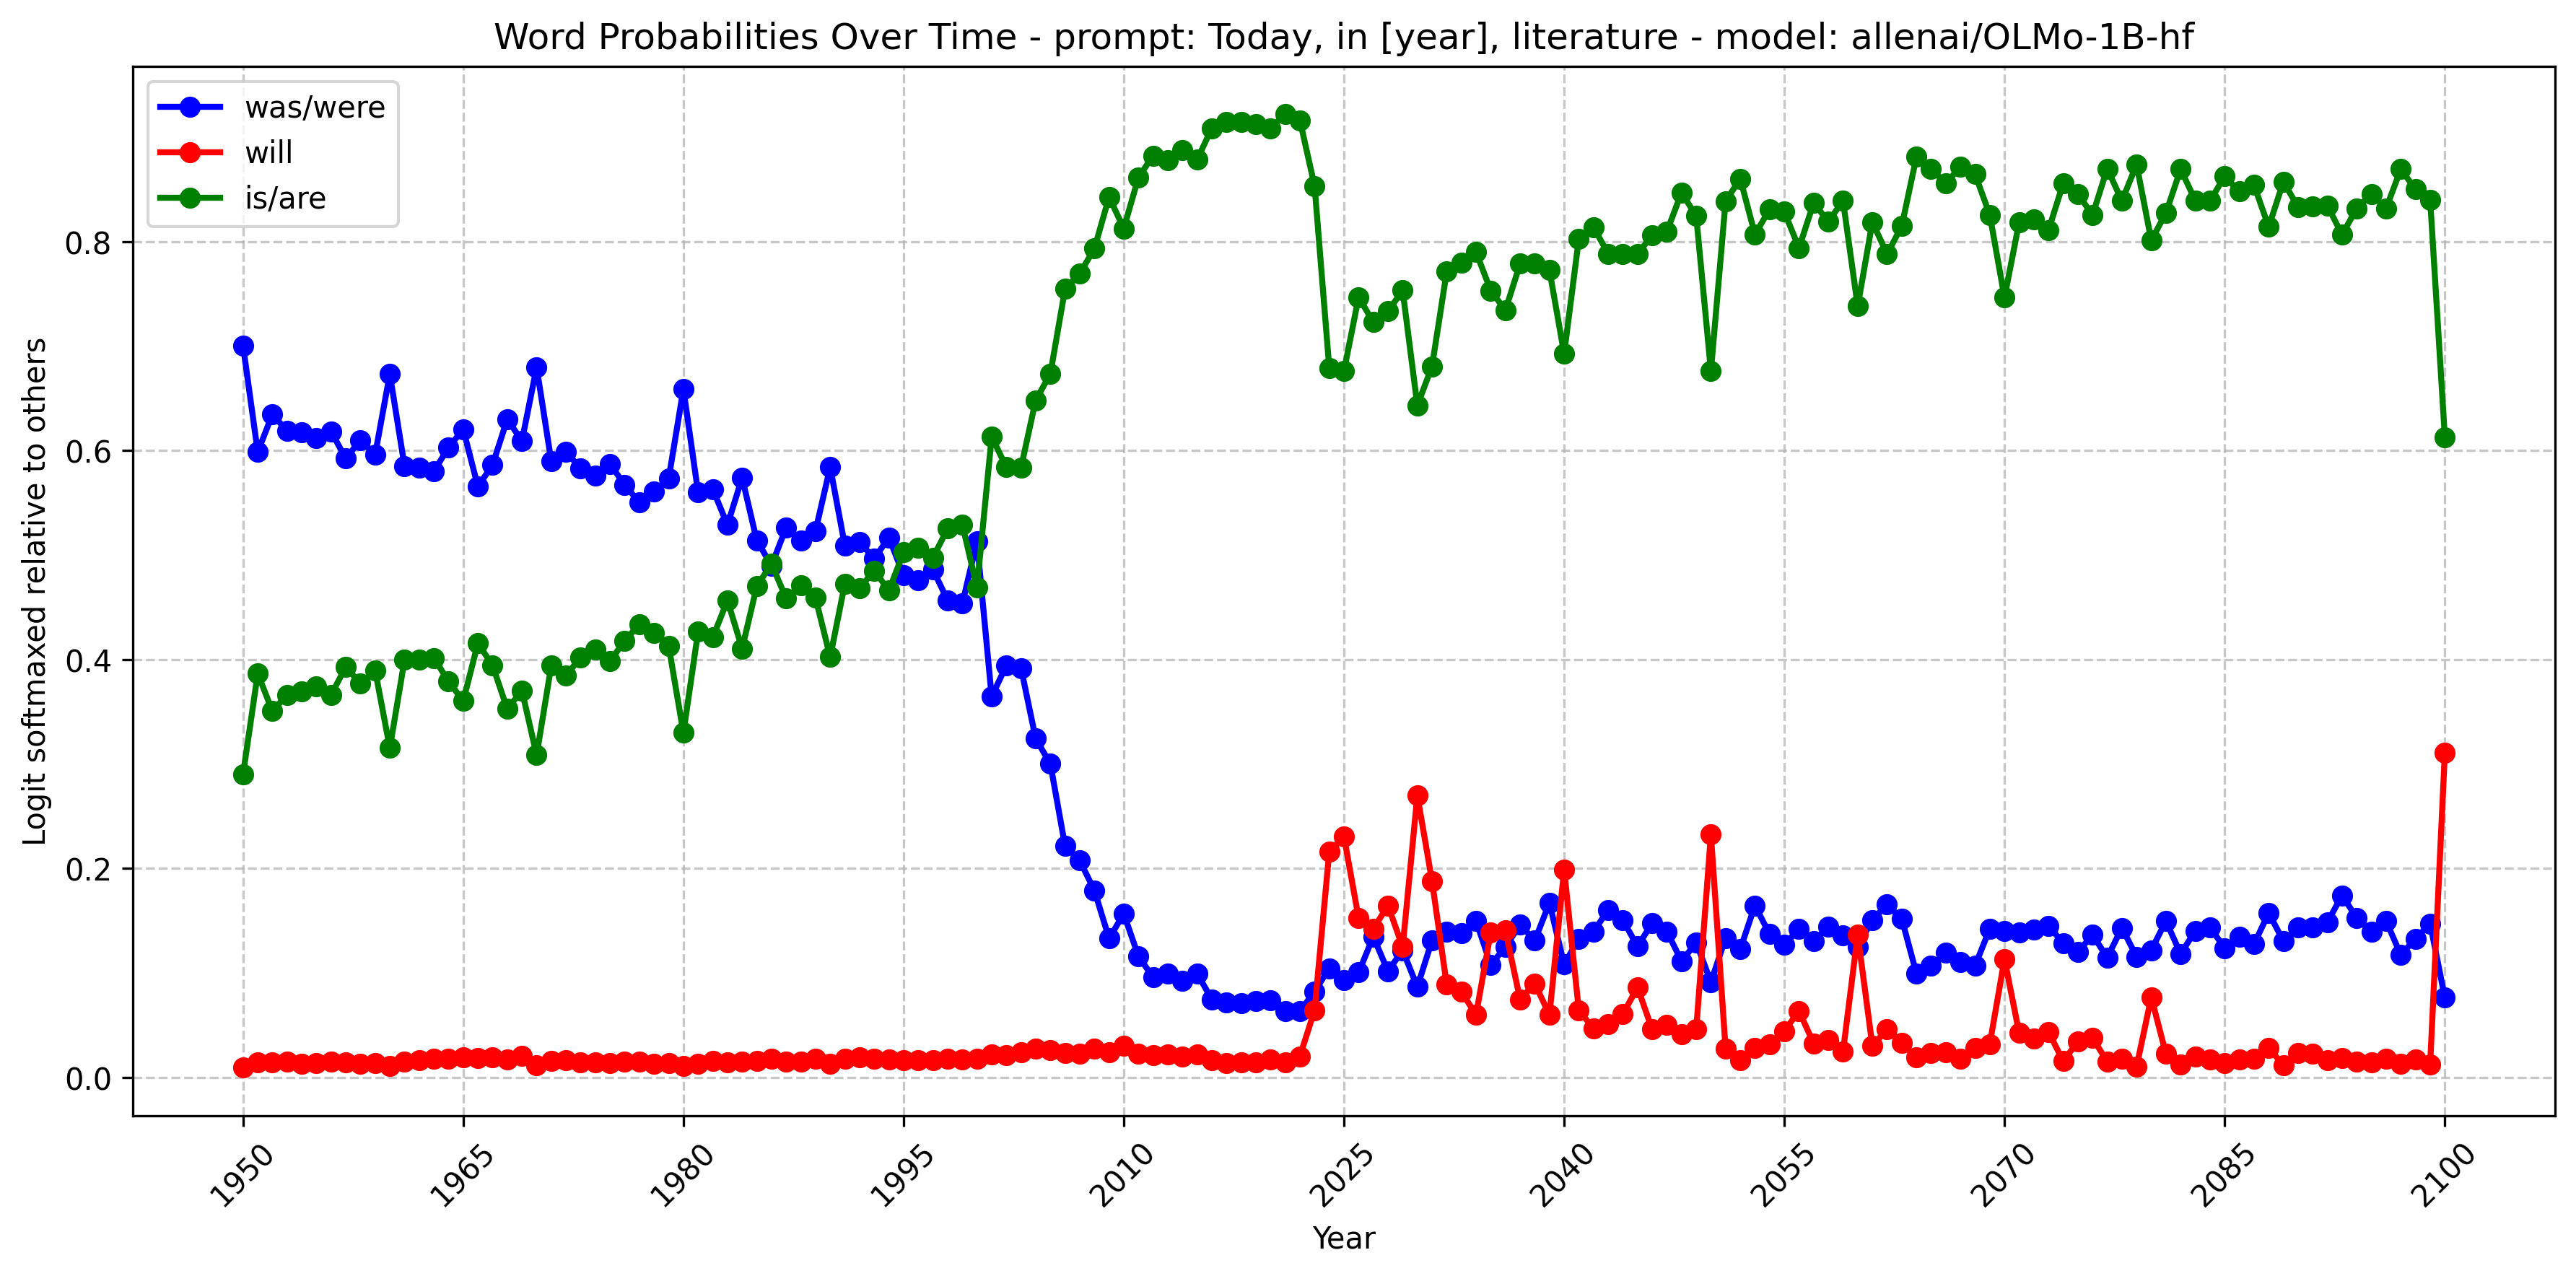 Word Probabilities Over Time - prompt: Today, in [year], literature - model: allenai/OLMo-1B-hf
was/were
will
is/are
Logit softmaxed relative to others
0.8
0.6
0.4
0.2
0.0
1950
1965
1980
1995
2010
2025
2040
2055
2070
2085
2100
Year